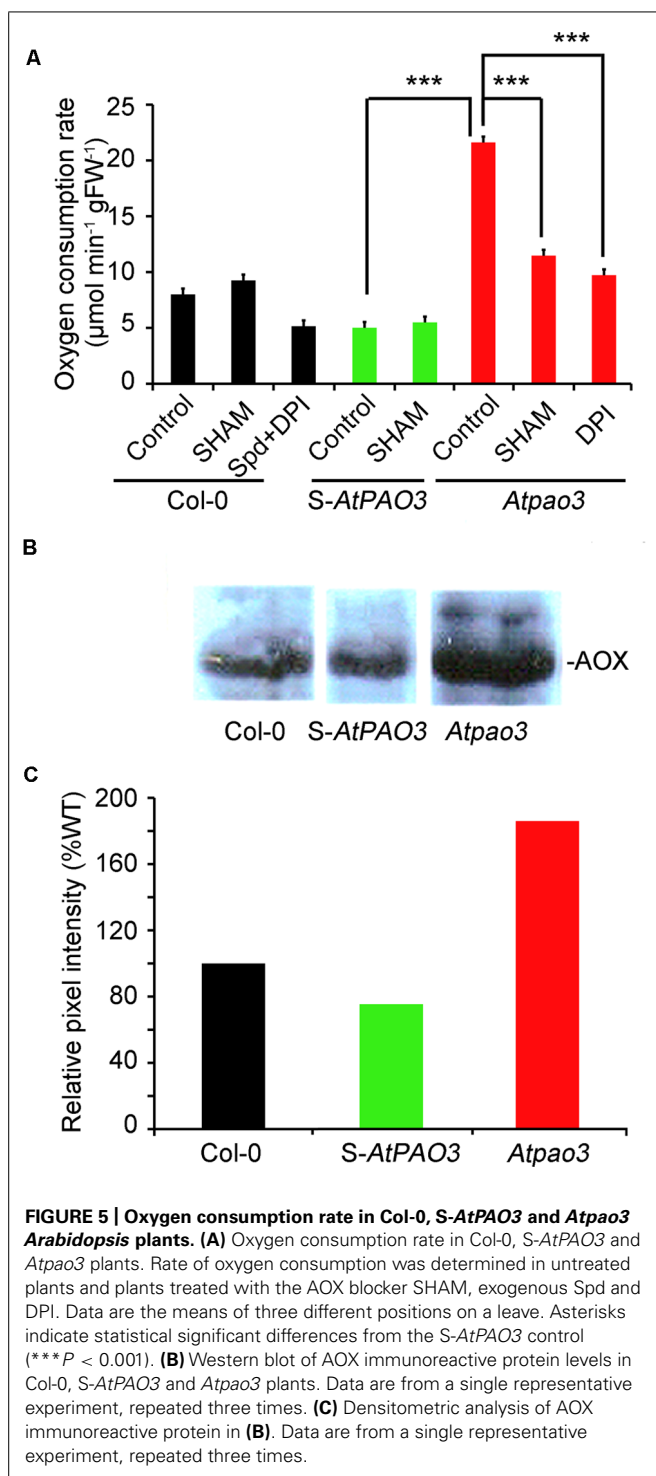 A
***
***
***
25
20
15
10
5
0
Oxygen consumption rate
(µmol min⁻¹ gFW⁻¹)
Control
SHAM
Spd+DPI
Control
SHAM
Control
SHAM
DPI
Col-0
S-AtPAO3
Atpao3
B
-AOX
Col-0 S-AtPAO3 Atpao3
C
200
160
120
80
40
0
Relative pixel intensity (%WT)
Col-0 S-AtPAO3 Atpao3
FIGURE 5 | Oxygen consumption rate in Col-0, S-AtPAO3 and Atpao3
Arabidopsis plants. (A) Oxygen consumption rate in Col-0, S-AtPAO3 and
Atpao3 plants. Rate of oxygen consumption was determined in untreated
plants and plants treated with the AOX blocker SHAM, exogenous Spd and
DPI. Data are the means of three different positions on a leave. Asterisks
indicate statistical significant differences from the S-AtPAO3 control
(***P < 0.001). (B) Western blot of AOX immunoreactive protein levels in
Col-0, S-AtPAO3 and Atpao3 plants. Data are from a single representative
experiment, repeated three times. (C) Densitometric analysis of AOX
immunoreactive protein in (B). Data are from a single representative
experiment, repeated three times.